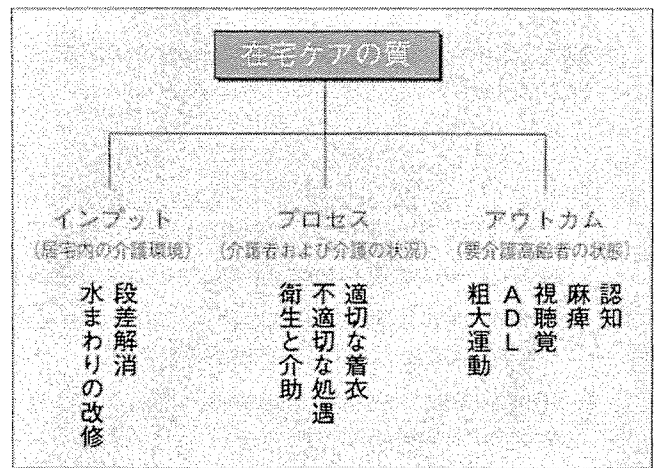 在宅ケアの質
インプット
(居宅内の介護環境)
段差解消
水まわりの改修
プロセス
(介護者および介護の状況)
適切な着衣
不適切な処遇
衛生と介助
アウトカム
(要介護高齢者の状態)
認知
麻痺
視聴覚
ADL
粗大運動